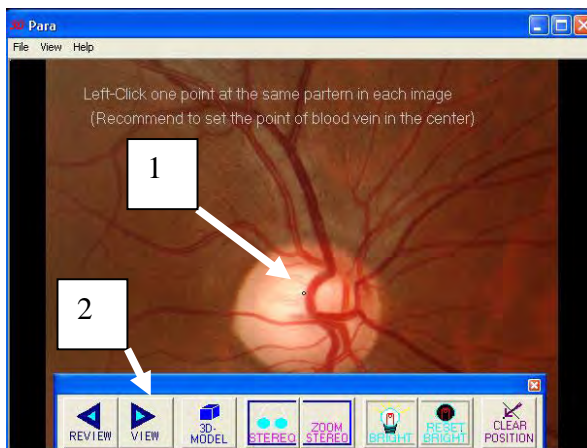 3D Para
File View Help
Left-Click one point at the same partern in each image
(Recommend to set the point of blood vein in the center)
1
2
REVIEW
VIEW
3D-
MODEL
STEREO
ZOOM
STEREO
BRIGHT
RESET
BRIGHT
CLEAR
POSITION